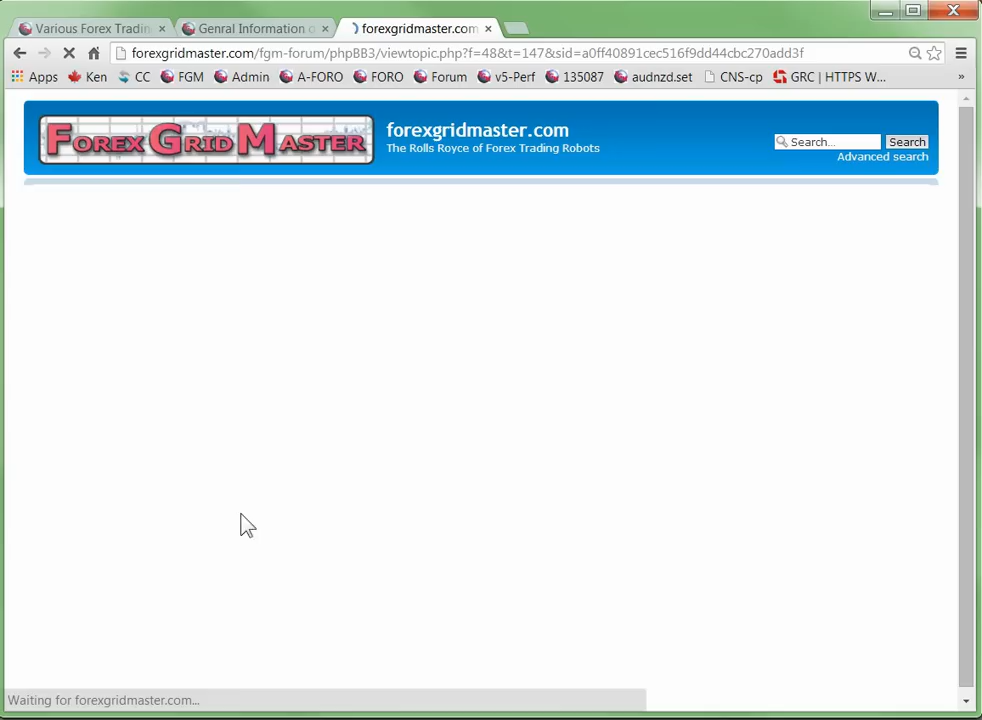 Various Forex Tradin
Genral Information o
forexgridmaster.com
forexgridmaster.com/fgm-forum/phpBB3/viewtopic.php?f=48&t=147&sid=a0ff40891cec516f9dd44cbc270add3f
Apps Ken CC FGM Admin A-FORO FORO Forum v5-Perf 135087 audnzd.set CNS-cp GRC | HTTPS W... »
FOREX GRID MASTER
forexgridmaster.com
The Rolls Royce of Forex Trading Robots
Search... Search
Advanced search
Waiting for forexgridmaster.com...